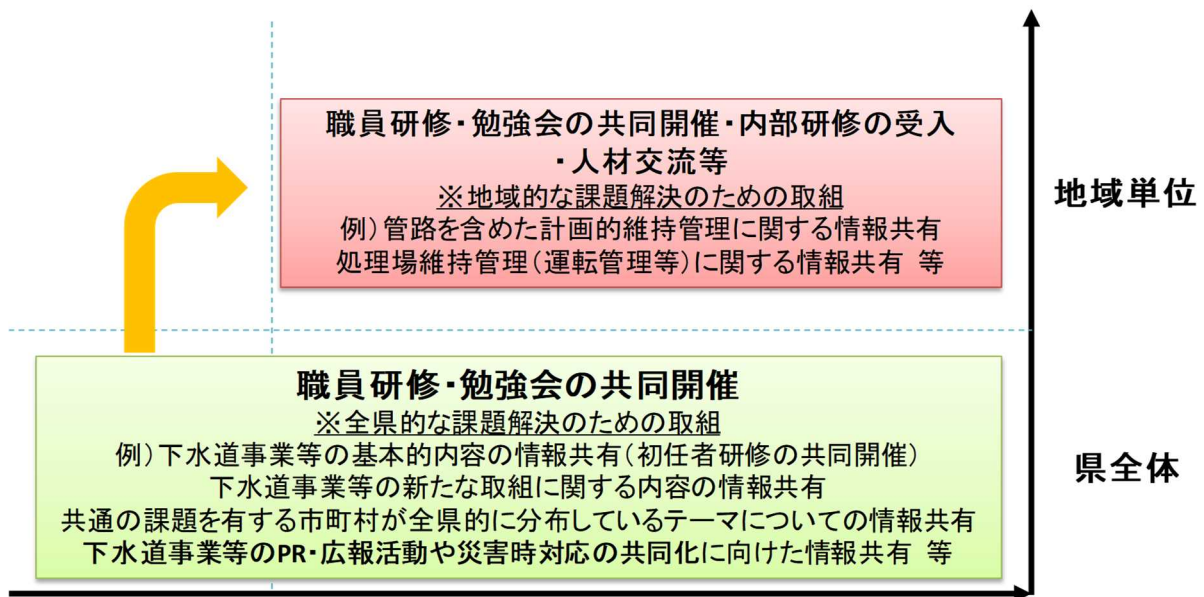 職員研修・勉強会の共同開催・内部研修の受入
・人材交流等
※地域的な課題解決のための取組
例）管路を含めた計画的維持管理に関する情報共有
処理場維持管理（運転管理等）に関する情報共有 等
地域単位
職員研修・勉強会の共同開催
※全県的な課題解決のための取組
例）下水道事業等の基本的内容の情報共有（初任者研修の共同開催）
下水道事業等の新たな取組に関する内容の情報共有
共通の課題を有する市町村が全県的に分布しているテーマについての情報共有
下水道事業等のPR・広報活動や災害時対応の共同化に向けた情報共有 等
県全体